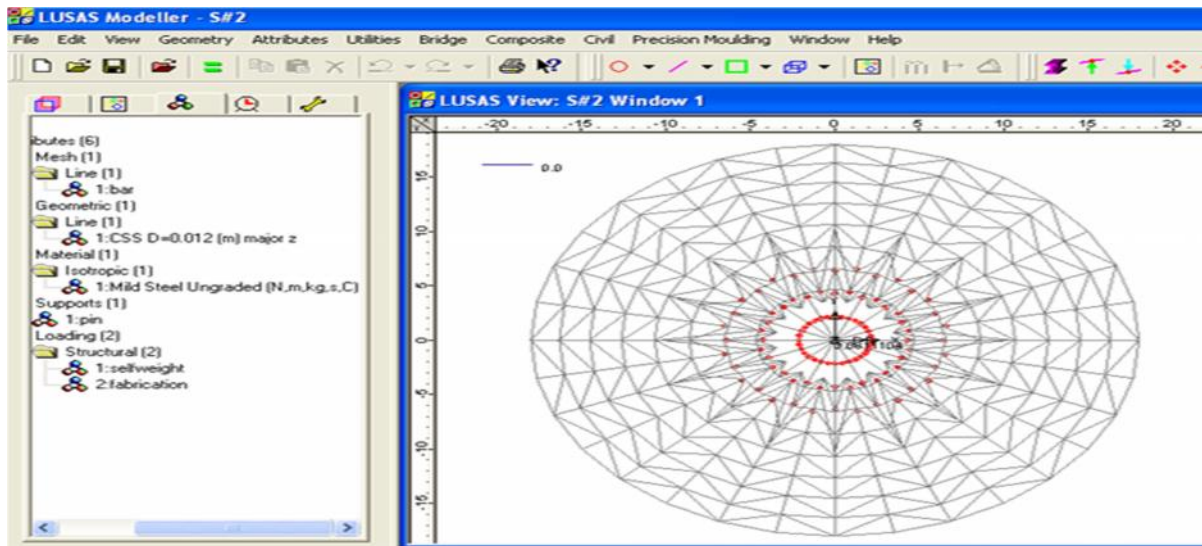 LUSAS Modeller - S#2
File Edit View Geometry Attributes Utilities Bridge Composite Civil Precision Moulding Window Help
LUSAS View: S#2 Window 1
-20 -15 -10 -5 0 5 10 15 20
15
10
5
0
-5
-10
-15
0.0
ibutes (6)
Mesh (1)
Line (1)
1:bar
Geometric (1)
Line (1)
1:CSS D=0.012 (m) major z
Material (1)
Isotropic (1)
1:Mild Steel Ungraded (N,m,kg,s,C)
Supports (1)
1:pin
Loading (2)
Structural (2)
1:selfweight
2:fabrication